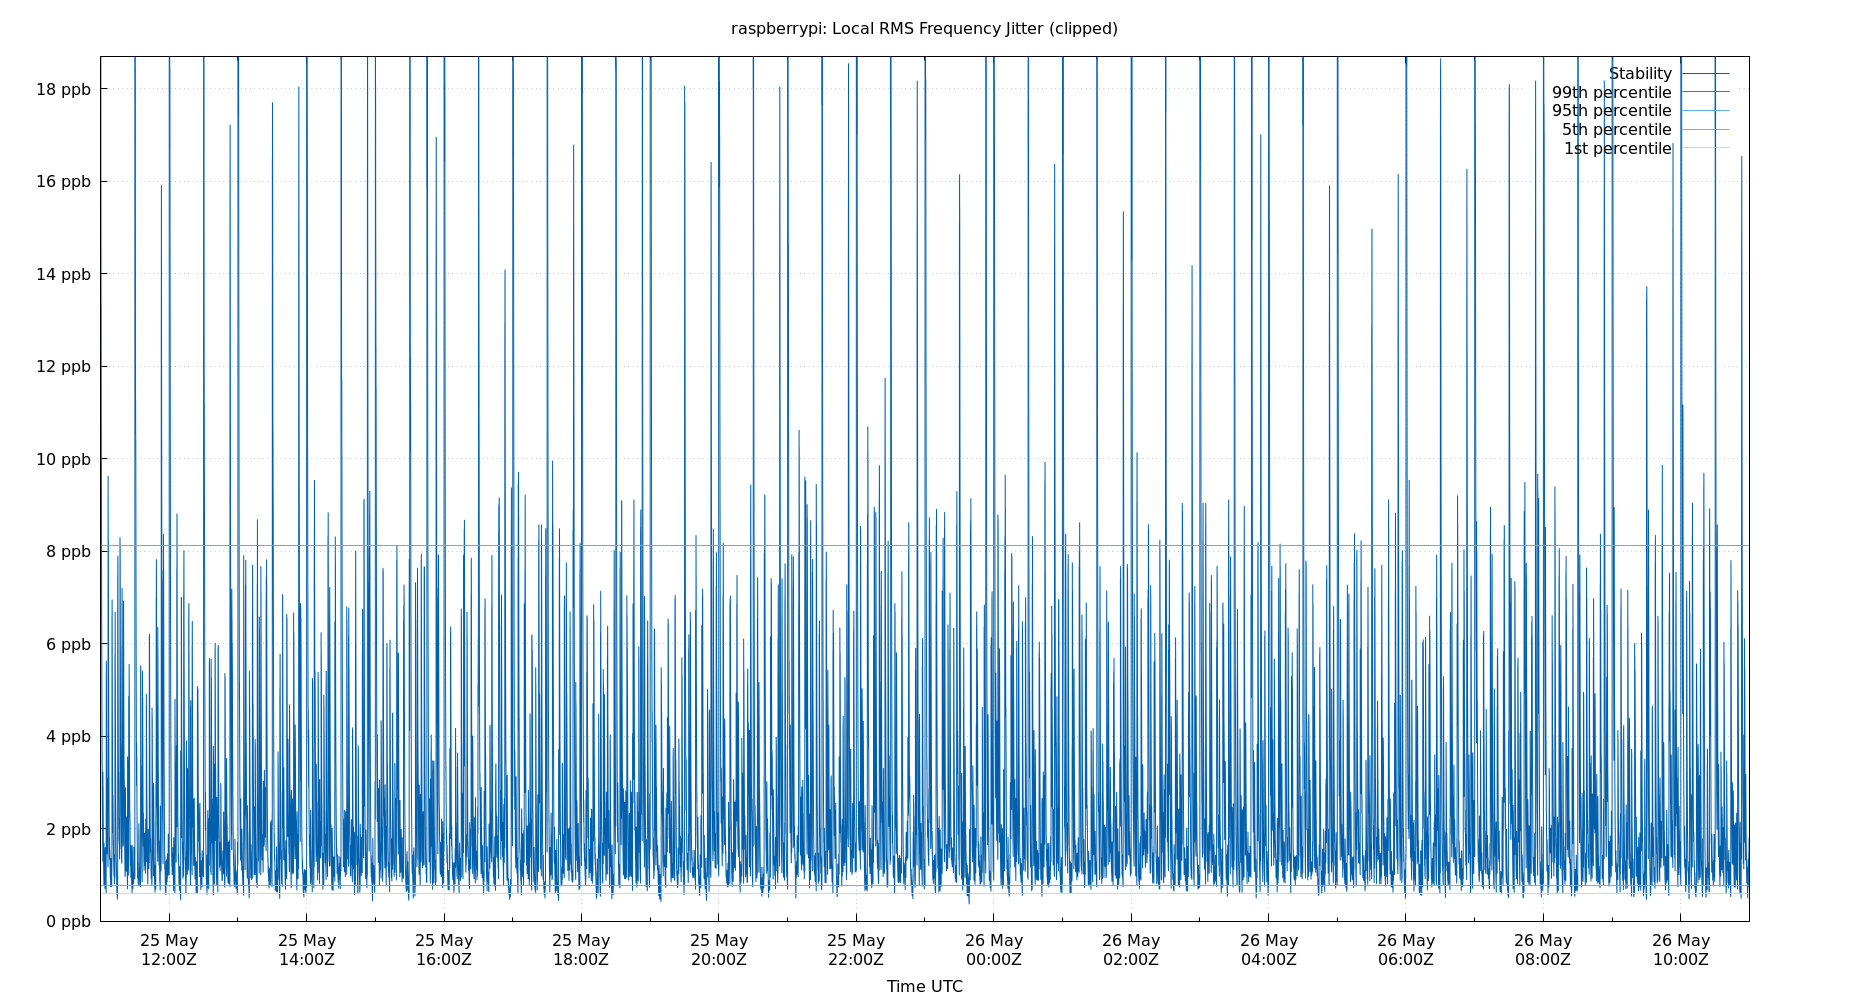 raspberrypi: Local RMS Frequency Jitter (clipped)
Stability
99th percentile
95th percentile
5th percentile
1st percentile
18 ppb
16 ppb
14 ppb
12 ppb
10 ppb
8 ppb
6 ppb
4 ppb
2 ppb
0 ppb
25 May 25 May 25 May 25 May 25 May 25 May 26 May 26 May 26 May 26 May 26 May 26 May
12:00Z 14:00Z 16:00Z 18:00Z 20:00Z 22:00Z 00:00Z 02:00Z 04:00Z 06:00Z 08:00Z 10:00Z
Time UTC